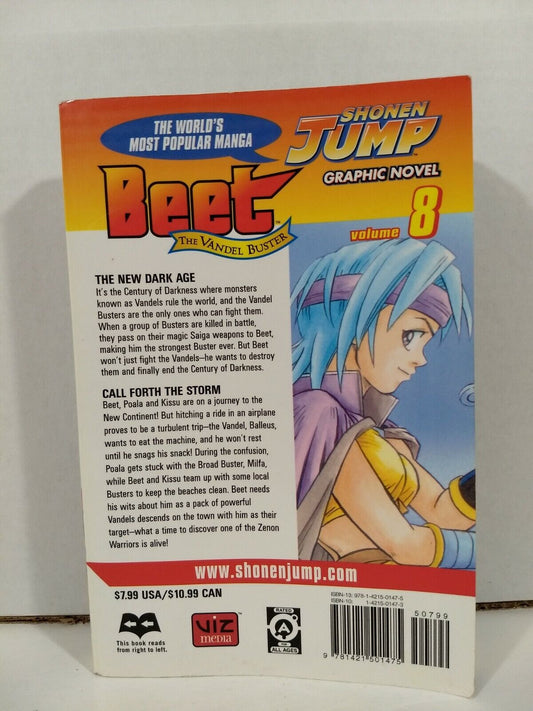 THE WORLD'S
MOST POPULAR MANGA
SHONEN
JUMP
GRAPHIC NOVEL
Beet™
THE VANDEL BUSTER
volume 8
THE NEW DARK AGE
It's the Century of Darkness where monsters
known as Vandels rule the world, and the Vandel
Busters are the only ones who can fight them.
When a group of Busters are killed in battle,
they pass on their magic Saiga weapons to Beet,
making him the strongest Buster ever. But Beet
won't just fight the Vandels—he wants to destroy
them and finally end the Century of Darkness.
CALL FORTH THE STORM
Beet, Poala and Kissu are on a journey to the
New Continent! But hitching a ride in an airplane
proves to be a turbulent trip—the Vandel, Balleus,
wants to eat the machine, and he won't rest
until he snags his snack! During the confusion,
Poala gets stuck with the Broad Buster, Milfa,
while Beet and Kissu team up with some local
Busters to keep the beaches clean. Beet needs
his wits about him as a pack of powerful
Vandels descends on the town with him as their
target—what a time to discover one of the Zenon
Warriors is alive!
www.shonenjump.com
$7.99 USA/$10.99 CAN
This book reads
from right to left.
VIZ
media
RATED
A
FOR
ALL AGES
ISBN-13: 978-1-4215-0147-5
ISBN-10: 1-4215-0147-3
50799
9 781421 501475